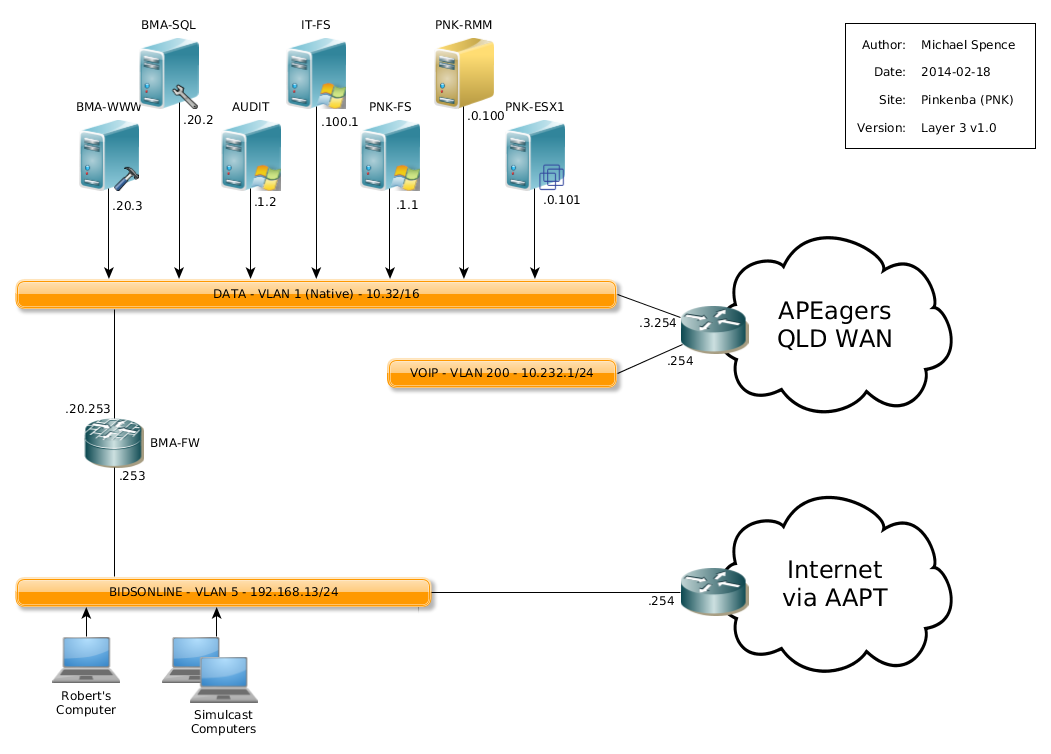 BMA-SQL
IT-FS
PNK-RMM
BMA-WWW
AUDIT
PNK-FS
PNK-ESX1
.20.2
.100.1
.0.100
.20.3
.1.2
.1.1
.0.101
Author: Michael Spence
Date: 2014-02-18
Site: Pinkenba (PNK)
Version: Layer 3 v1.0
DATA - VLAN 1 (Native) - 10.32/16
.3.254
APEagers
QLD WAN
.254
VOIP - VLAN 200 - 10.232.1/24
.20.253
BMA-FW
.253
BIDSONLINE - VLAN 5 - 192.168.13/24
.254
Internet
via AAPT
Robert's
Computer
Simulcast
Computers